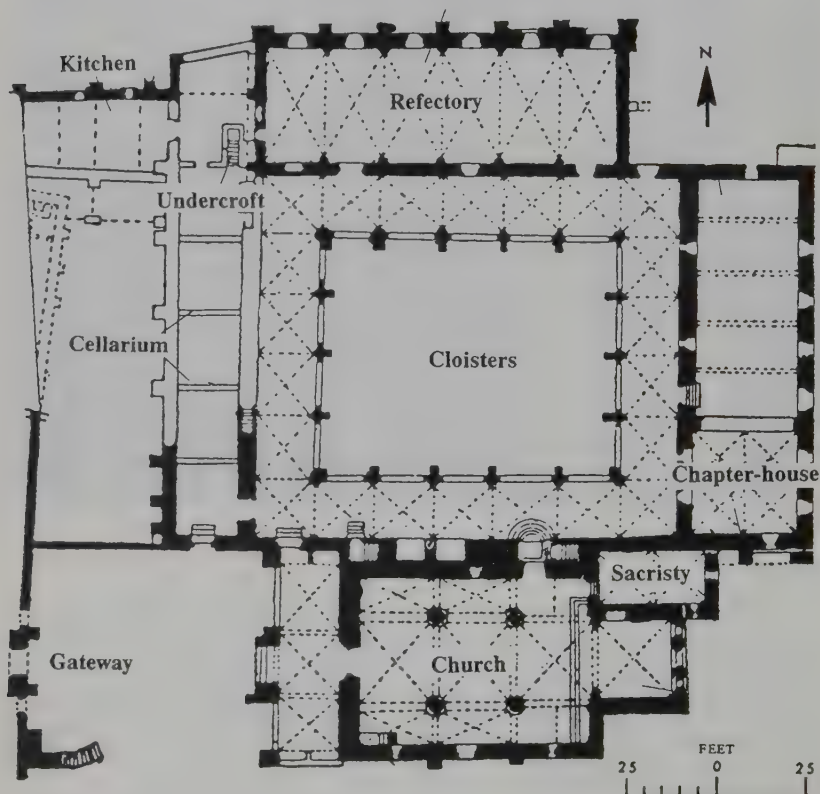 Kitchen
N
Refectory
Undercroft
Cellarium
Cloisters
Chapter-house
Sacristy
Gateway
Church
FEET
25 0 25